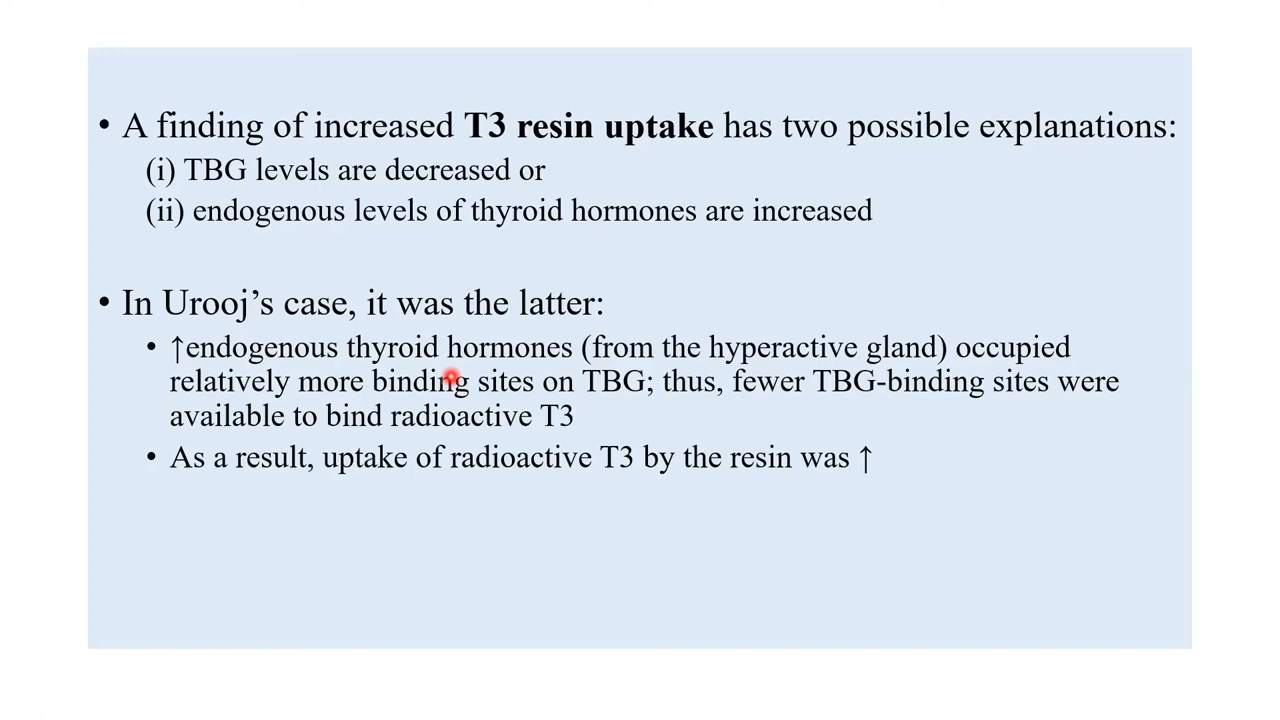 • A finding of increased T3 resin uptake has two possible explanations:
(i) TBG levels are decreased or
(ii) endogenous levels of thyroid hormones are increased
• In Urooj’s case, it was the latter:
• ↑endogenous thyroid hormones (from the hyperactive gland) occupied
relatively more binding sites on TBG; thus, fewer TBG-binding sites were
available to bind radioactive T3
• As a result, uptake of radioactive T3 by the resin was ↑